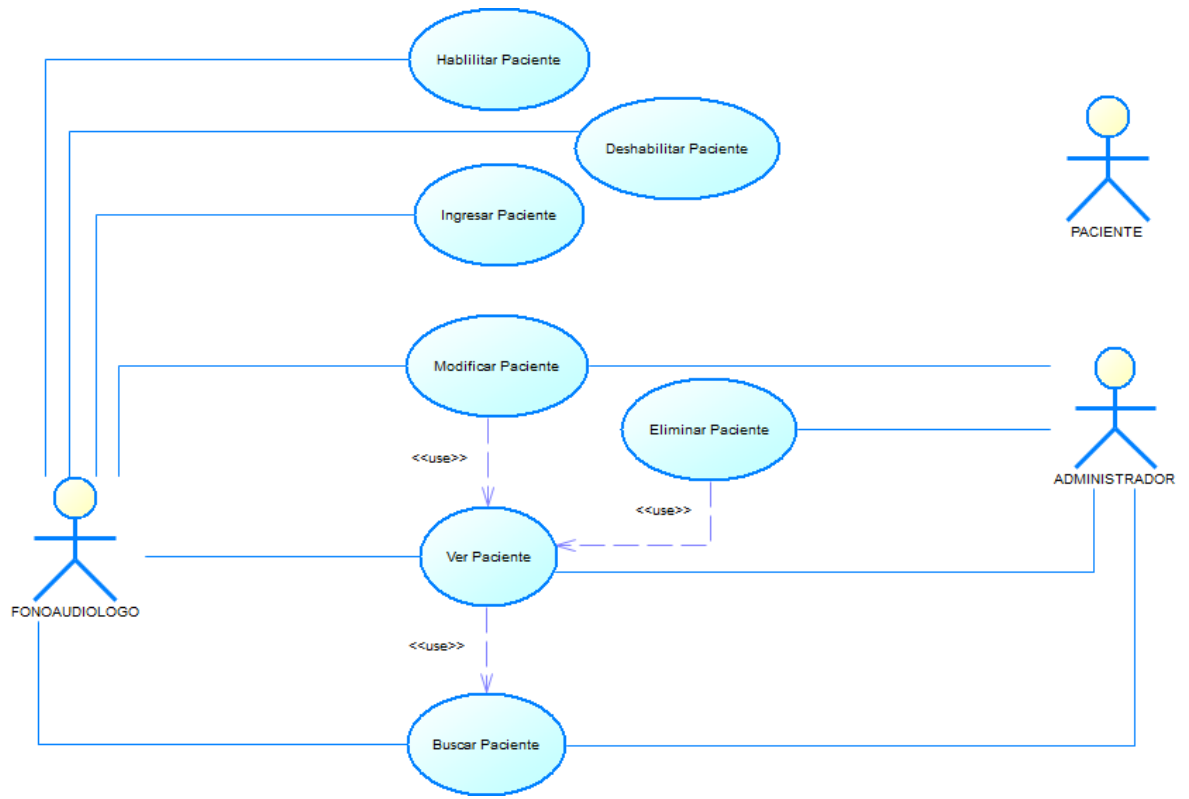 Hablilitar Paciente
Deshabilitar Paciente
Ingresar Paciente
PACIENTE
Modificar Paciente
Eliminar Paciente
<<use>>
ADMINISTRADOR
<<use>>
Ver Paciente
FONOAUDIOLOGO
<<use>>
Buscar Paciente